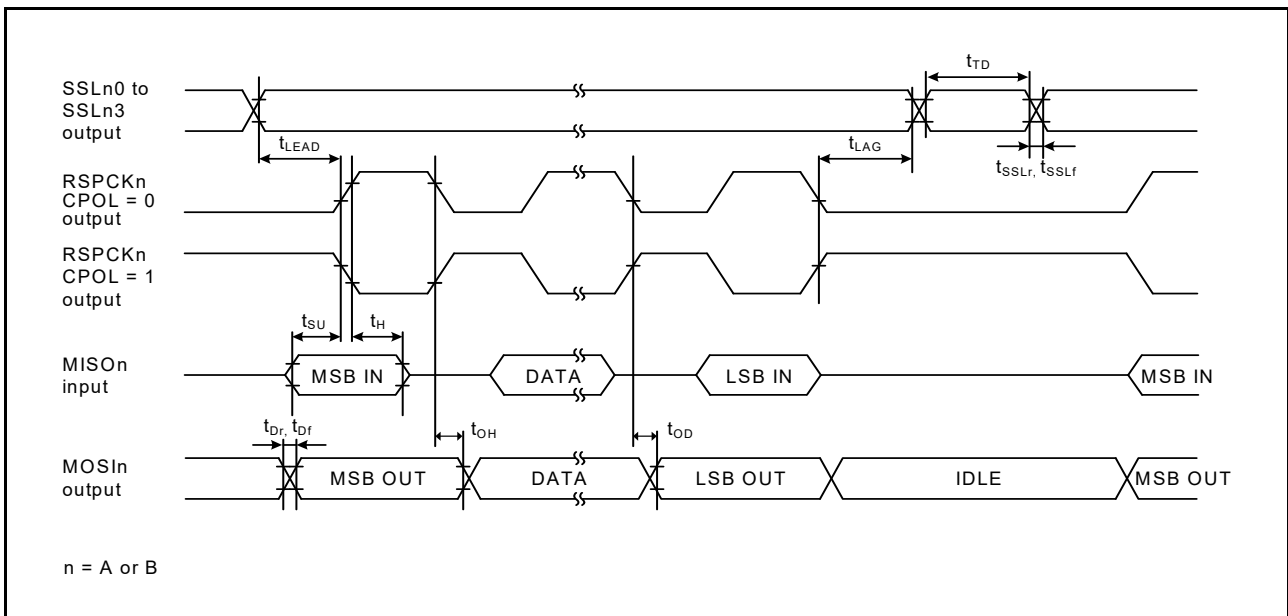 SSLn0 to
SSLn3
output
tTD
tLEAD
tLAG
tSSLr, tSSLf
RSPCKn
CPOL = 0
output
RSPCKn
CPOL = 1
output
tSU
tH
MISOn
input
MSB IN
DATA
LSB IN
MSB IN
tDr, tDf
tOH
tOD
MOSIn
output
MSB OUT
DATA
LSB OUT
IDLE
MSB OUT
n = A or B